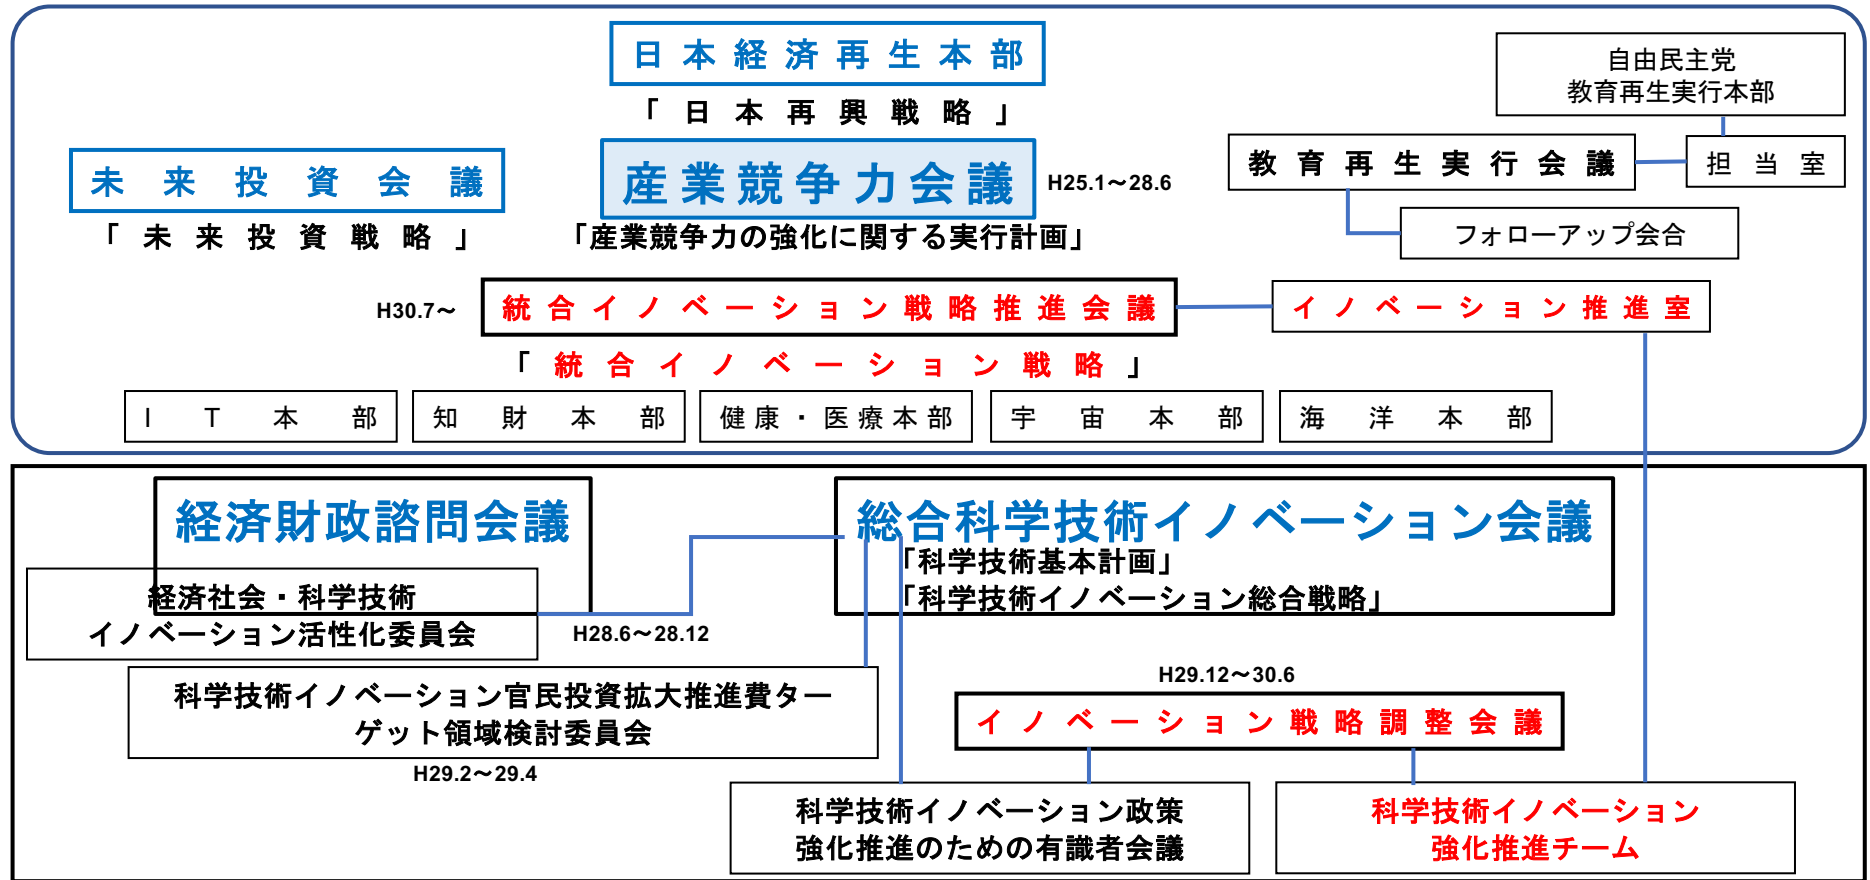 日本経済再生本部
「日本再興戦略」
自由民主党
教育再生実行本部
未来投資会議
「未来投資戦略」
産業競争力会議
H25.1～28.6
「産業競争力の強化に関する実行計画」
教育再生実行会議
担当室
フォローアップ会合
H30.7～
統合イノベーション戦略推進会議
イノベーション推進室
「統合イノベーション戦略」
IT本部
知財本部
健康・医療本部
宇宙本部
海洋本部
経済財政諮問会議
総合科学技術イノベーション会議
「科学技術基本計画」
「科学技術イノベーション総合戦略」
経済社会・科学技術
イノベーション活性化委員会
H28.6～28.12
科学技術イノベーション官民投資拡大推進費ター
ゲット領域検討委員会
H29.2～29.4
H29.12～30.6
イノベーション戦略調整会議
科学技術イノベーション政策
強化推進のための有識者会議
科学技術イノベーション
強化推進チーム